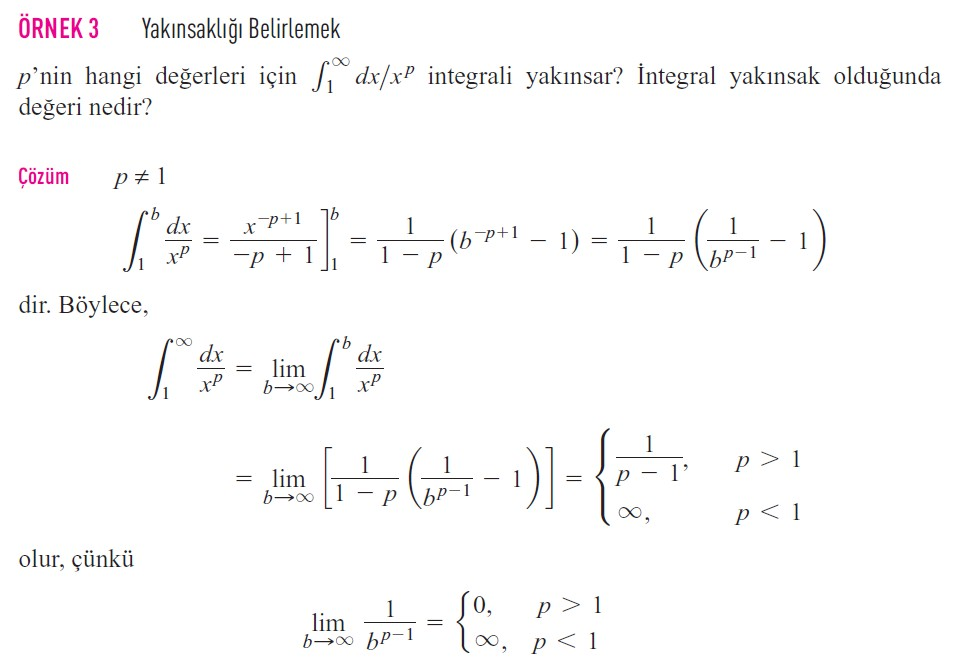 ÖRNEK 3 Yakınsaklığı Belirlemek
p’nin hangi değerleri için ∫₁^∞ dx/x^p integrali yakınsar? İntegral yakınsak olduğunda
değeri nedir?
Çözüm p ≠ 1
∫₁^b dx/x^p = x^(−p+1)/(−p + 1) ]₁^b = 1/(1 − p) (b^(−p+1) − 1) = 1/(1 − p) (1/b^(p−1) − 1)
dir. Böylece,
∫₁^∞ dx/x^p = lim_(b→∞) ∫₁^b dx/x^p
= lim_(b→∞) [1/(1 − p) (1/b^(p−1) − 1)] = { 1/(p − 1), p > 1
∞, p < 1
olur, çünkü
lim_(b→∞) 1/b^(p−1) = { 0, p > 1
∞, p < 1